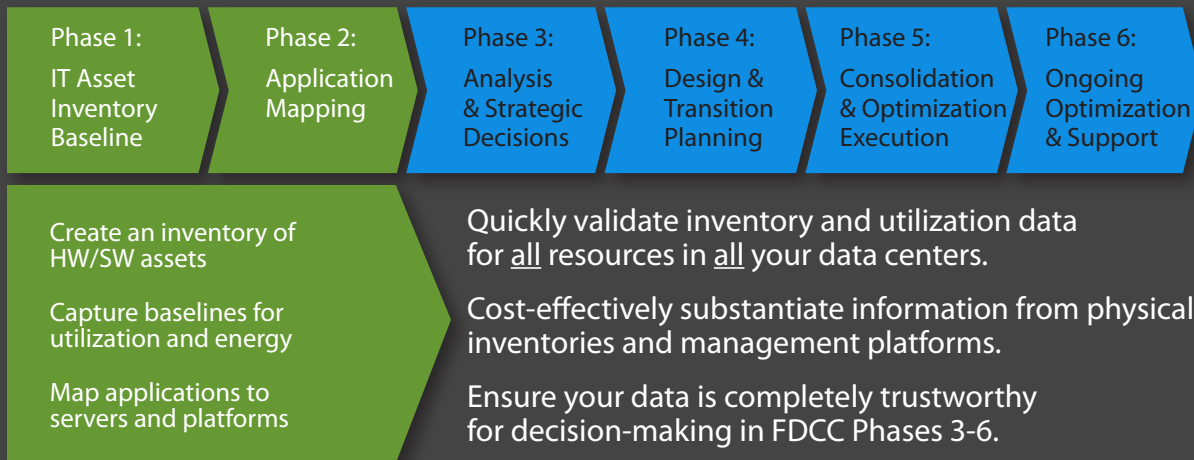 Phase 1:
IT Asset
Inventory
Baseline
Phase 2:
Application
Mapping
Phase 3:
Analysis
& Strategic
Decisions
Phase 4:
Design &
Transition
Planning
Phase 5:
Consolidation
& Optimization
Execution
Phase 6:
Ongoing
Optimization
& Support
Create an inventory of
HW/SW assets
Capture baselines for
utilization and energy
Map applications to
servers and platforms
Quickly validate inventory and utilization data
for all resources in all your data centers.
Cost-effectively substantiate information from physical
inventories and management platforms.
Ensure your data is completely trustworthy
for decision-making in FDCC Phases 3-6.